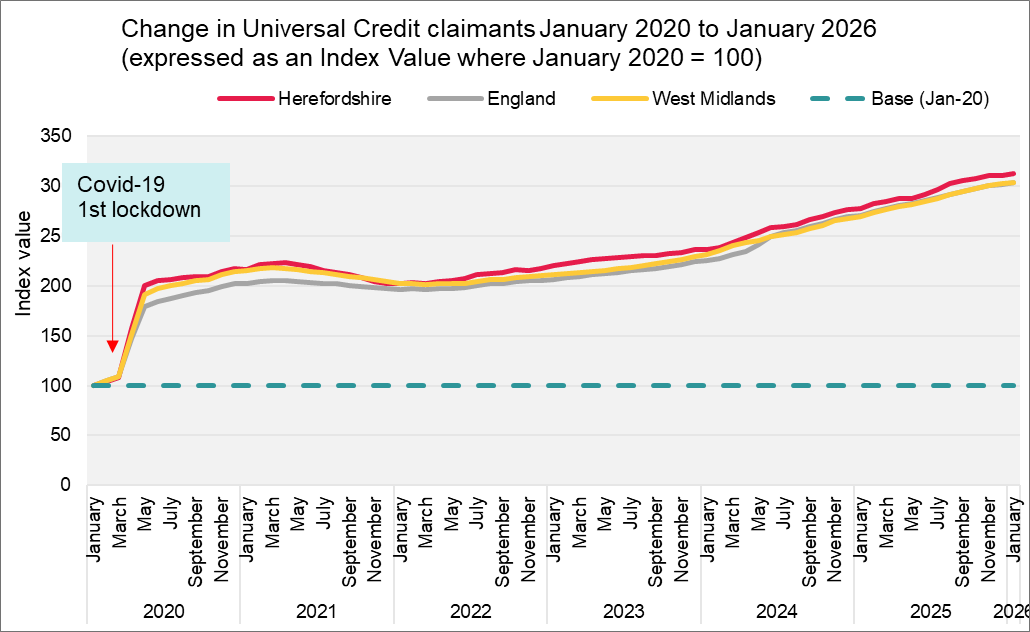 Change in Universal Credit claimants January 2020 to January 2026
(expressed as an Index Value where January 2020 = 100)
Herefordshire England West Midlands Base (Jan-20)
350
Covid-19
1st lockdown
30
25
200
150
100
50
0
Index value
January March May July September November January March May July September November January March May July September November January March May July September November January March May July September November January March May July September November January
2020 2021 2022 2023 2024 2025 2026